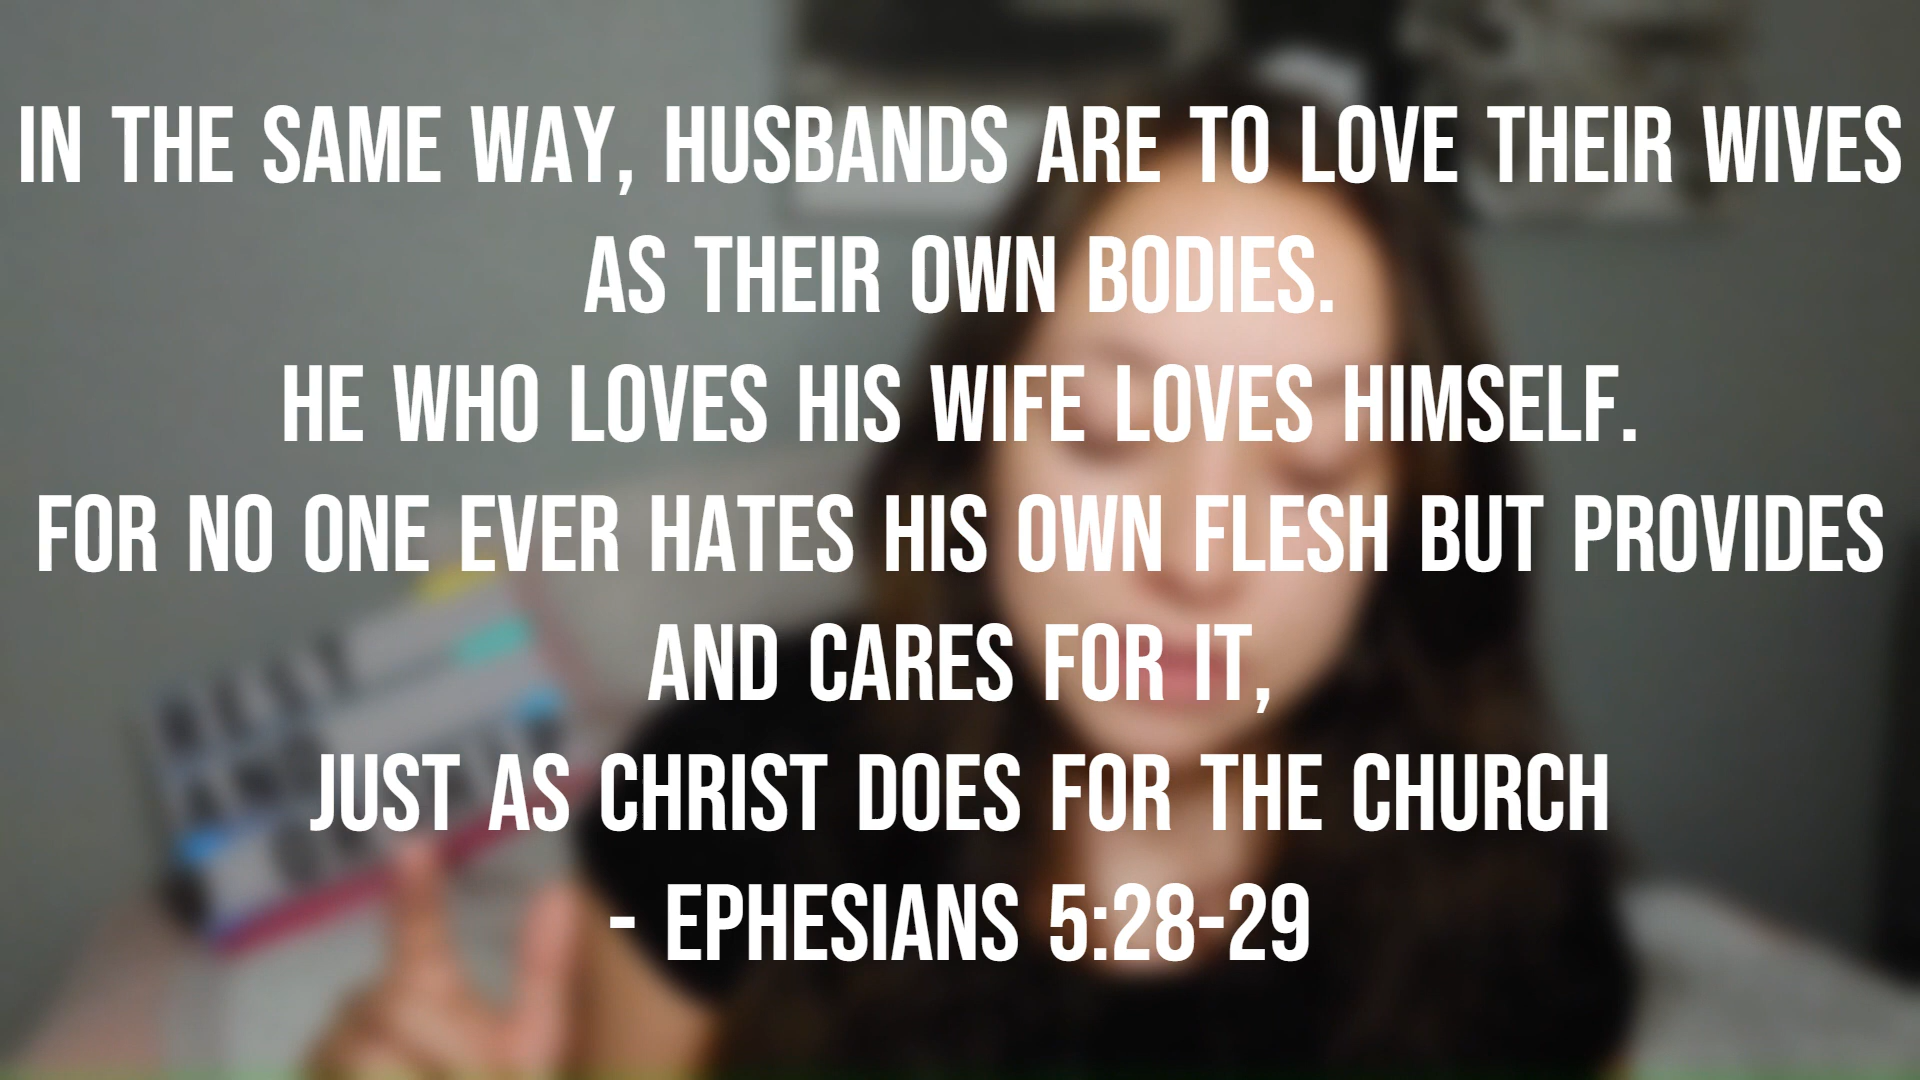 IN THE SAME WAY, HUSBANDS ARE TO LOVE THEIR WIVES
AS THEIR OWN BODIES.
HE WHO LOVES HIS WIFE LOVES HIMSELF.
FOR NO ONE EVER HATES HIS OWN FLESH BUT PROVIDES
AND CARES FOR IT,
JUST AS CHRIST DOES FOR THE CHURCH
- EPHESIANS 5:28-29